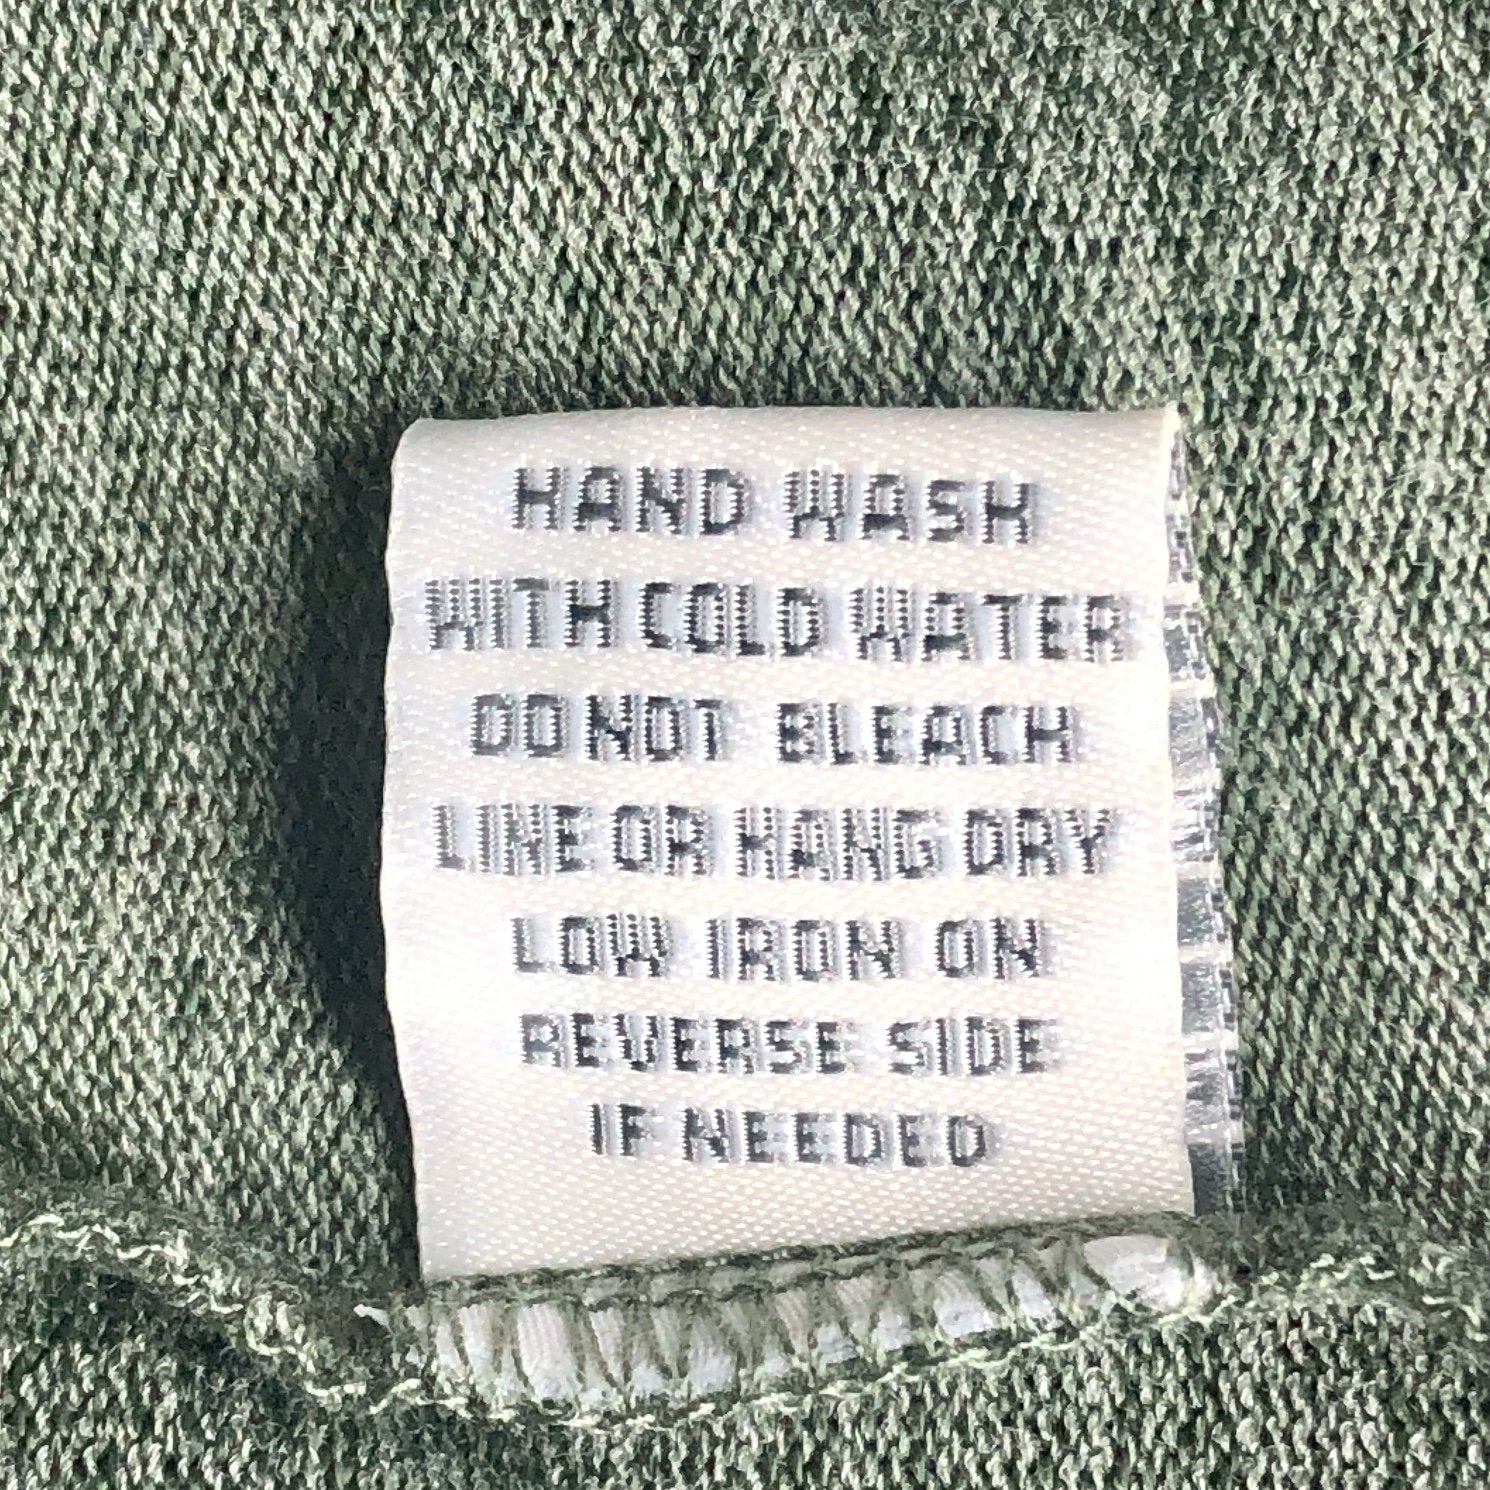 HAND WASH
WITH COLD WATER
DO NOT BLEACH
LINE OR HANG DRY
LOW IRON ON
REVERSE SIDE
IF NEEDED